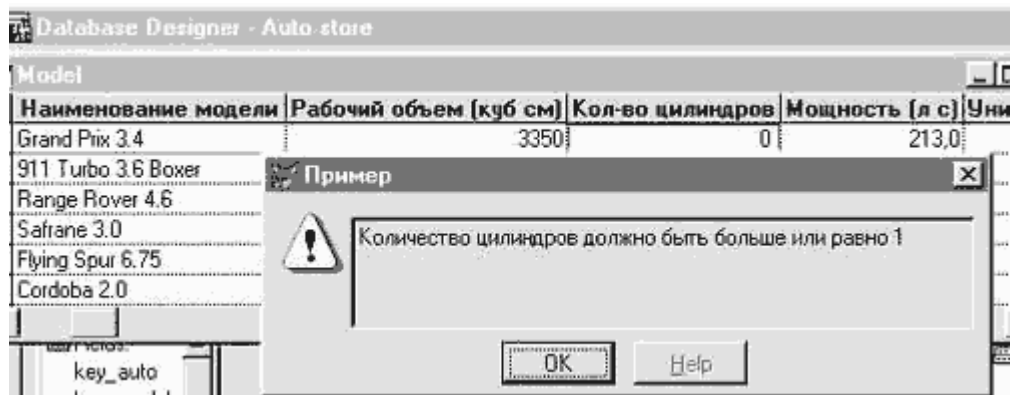 Database Designer - Auto store
Model
Наименование модели Рабочий объем (куб см) Кол-во цилиндров Мощность (л с) Уни
Grand Prix 3.4 3350 0 213,0
911 Turbo 3.6 Boxer
Пример
Range Rover 4.6
Safrane 3.0
Количество цилиндров должно быть больше или равно 1
Flying Spur 6.75
Cordoba 2.0
OK Help
key_auto